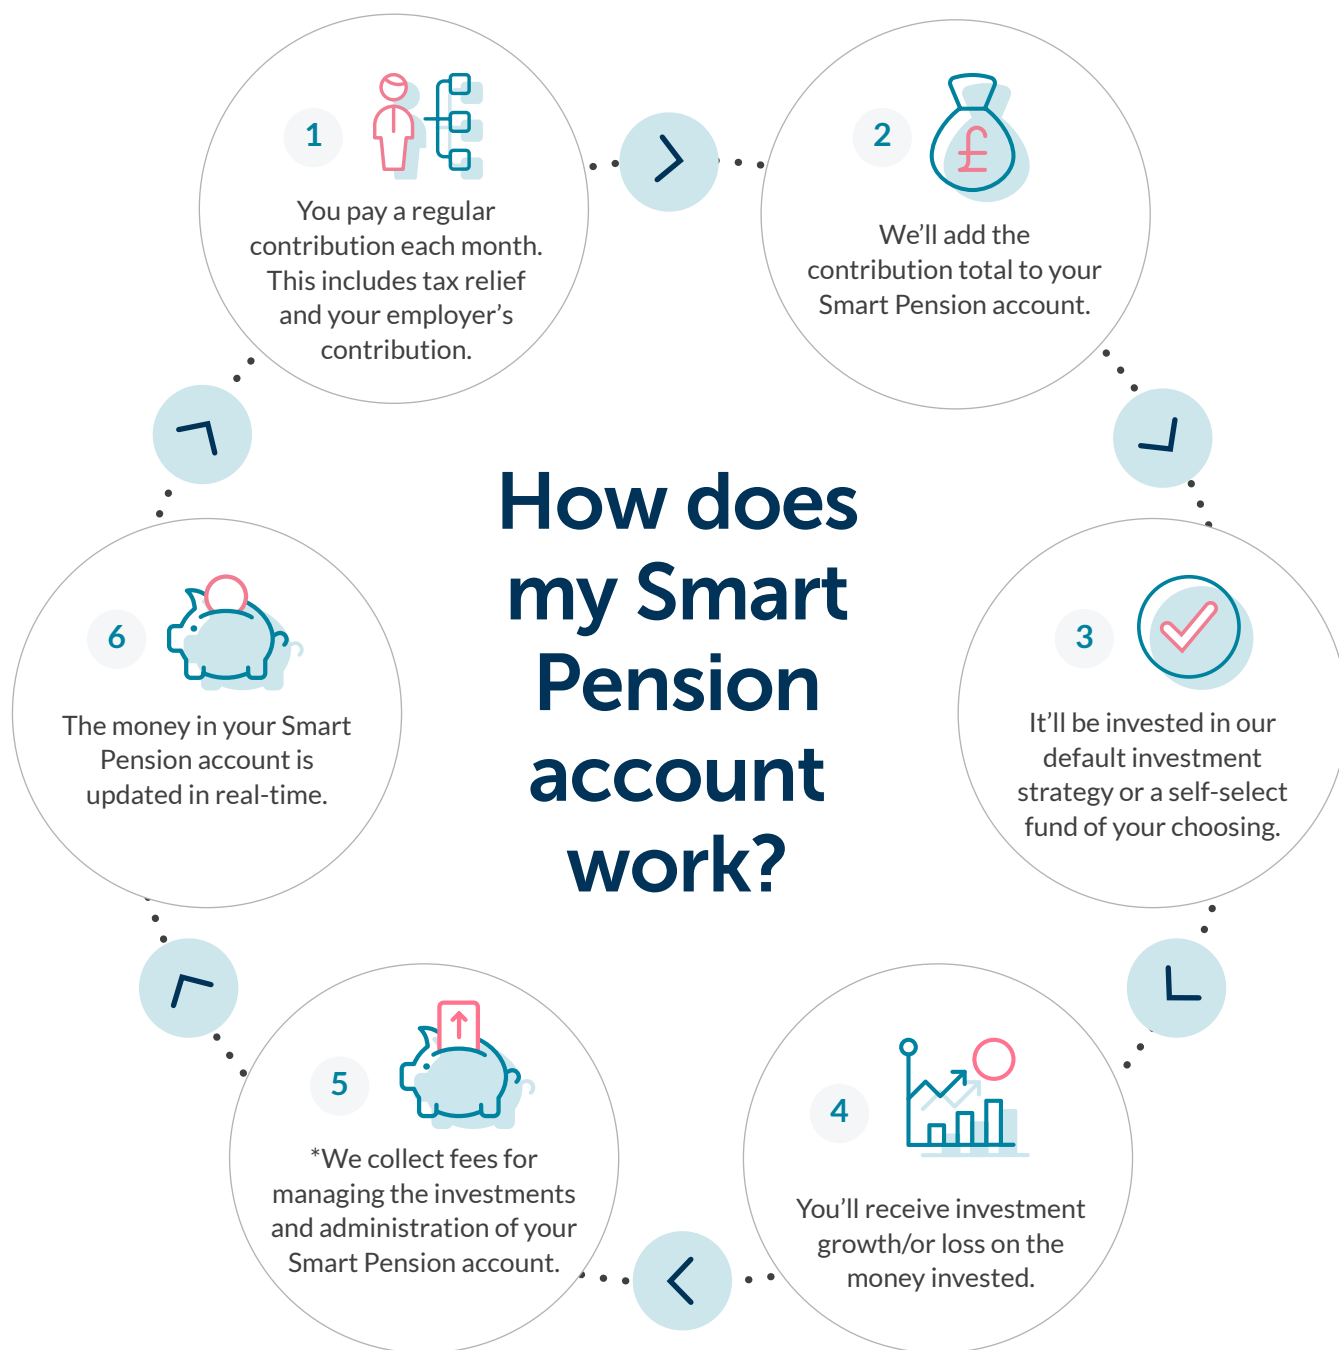 1
You pay a regular
contribution each month.
This includes tax relief
and your employer’s
contribution.
2
£
We’ll add the
contribution total to your
Smart Pension account.
How does
my Smart
Pension
account
work?
3
It’ll be invested in our
default investment
strategy or a self-select
fund of your choosing.
4
You’ll receive investment
growth/or loss on the
money invested.
5
*We collect fees for
managing the investments
and administration of your
Smart Pension account.
6
The money in your Smart
Pension account is
updated in real-time.